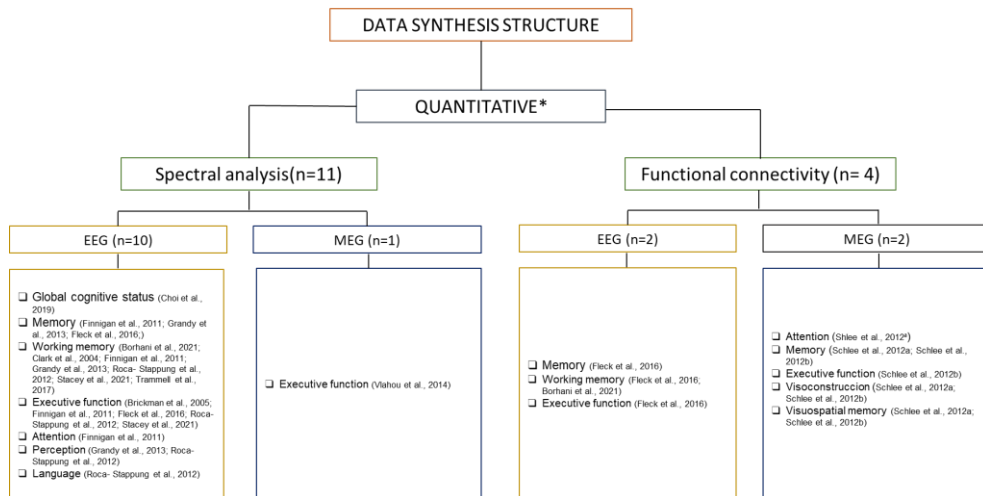 DATA SYNTHESIS STRUCTURE
QUANTITATIVE*
Spectral analysis(n=11)
Functional connectivity (n= 4)
EEG (n=10)
MEG (n=1)
EEG (n=2)
MEG (n=2)
❑ Global cognitive status (Choi et al.,
2019)
❑ Memory (Finnigan et al., 2011; Grandy
et al., 2013; Fleck et al., 2016;)
❑ Working memory (Borhani et al., 2021;
Clark et al., 2004; Finnigan et al., 2011;
Grandy et al., 2013; Roca- Stappung et al.,
2012; Stacey et al., 2021; Trammell et al.,
2017)
❑ Executive function (Brickman et al., 2005;
Finnigan et al., 2011; Fleck et al., 2016; Roca-
Stappung et al., 2012; Stacey et al., 2021)
❑ Attention (Finnigan et al., 2011)
❑ Perception (Grandy et al., 2013; Roca-
Stappung et al., 2012)
❑ Language (Roca- Stappung et al., 2012)
❑ Executive function (Vlahou et al., 2014)
❑ Memory (Fleck et al., 2016)
❑ Working memory (Fleck et al., 2016;
Borhani et al., 2021)
❑ Executive function (Fleck et al., 2016)
❑ Attention (Shlee et al., 2012ª)
❑ Memory (Schlee et al., 2012a; Schlee et al.,
2012b)
❑ Executive function (Schlee et al., 2012b)
❑ Visoconstruccion (Schlee et al., 2012a;
Schlee et al., 2012b)
❑ Visuospatial memory (Schlee et al., 2012a;
Schlee et al., 2012b)